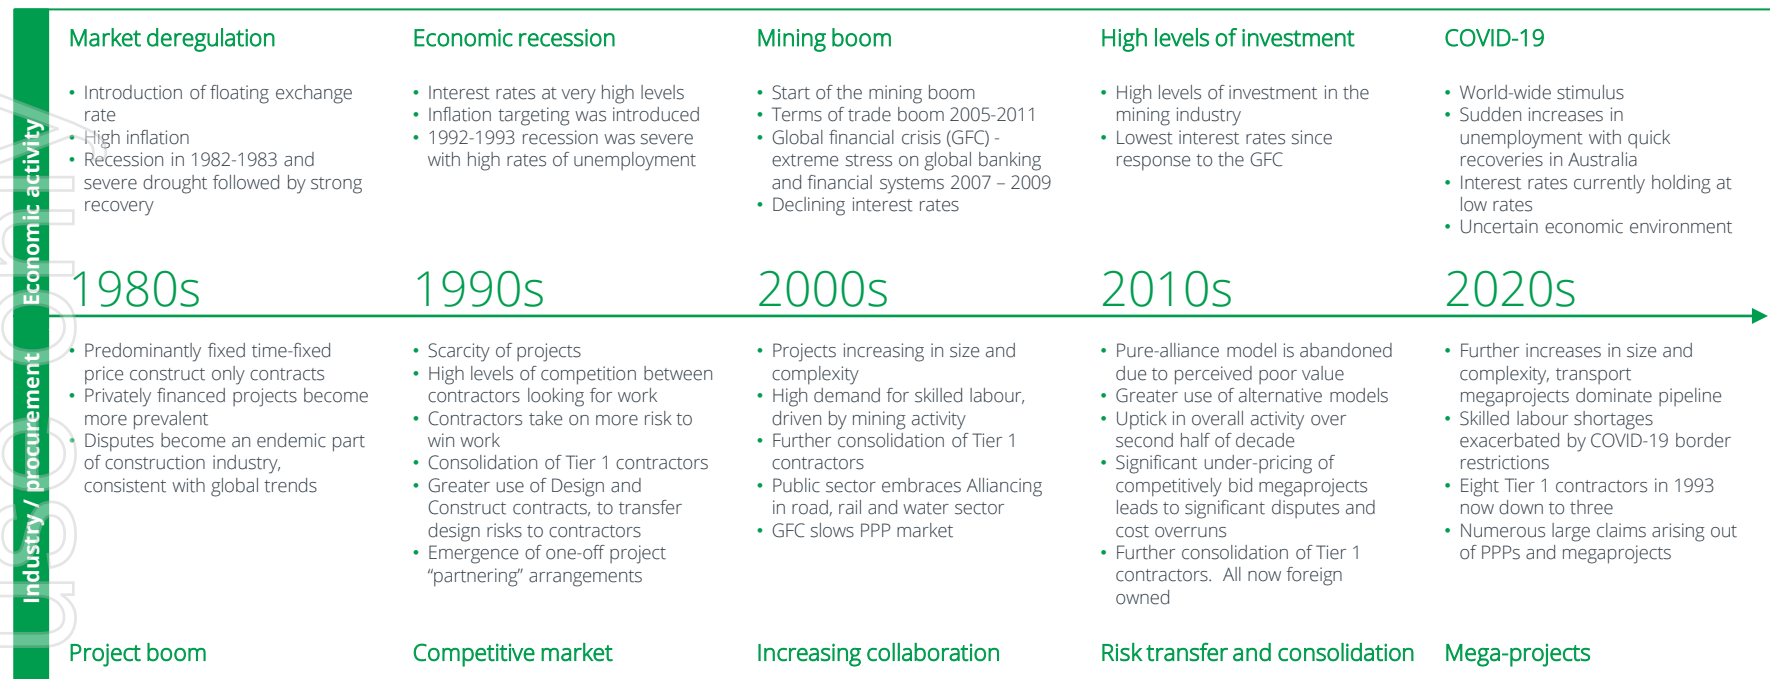 Market deregulation
• Introduction of floating exchange
rate
• High inflation
• Recession in 1982-1983 and
severe drought followed by strong
recovery
Economic recession
• Interest rates at very high levels
• Inflation targeting was introduced
• 1992-1993 recession was severe
with high rates of unemployment
Mining boom
• Start of the mining boom
• Terms of trade boom 2005-2011
• Global financial crisis (GFC) -
extreme stress on global banking
and financial systems 2007 – 2009
• Declining interest rates
High levels of investment
• High levels of investment in the
mining industry
• Lowest interest rates since
response to the GFC
COVID-19
• World-wide stimulus
• Sudden increases in
unemployment with quick
recoveries in Australia
• Interest rates currently holding at
low rates
• Uncertain economic environment
Economic activity
1980s
1990s
2000s
2010s
2020s
Industry / procurement
• Predominantly fixed time-fixed
price construct only contracts
• Privately financed projects become
more prevalent
• Disputes become an endemic part
of construction industry,
consistent with global trends
• Scarcity of projects
• High levels of competition between
contractors looking for work
• Contractors take on more risk to
win work
• Consolidation of Tier 1 contractors
• Greater use of Design and
Construct contracts, to transfer
design risks to contractors
• Emergence of one-off project
“partnering” arrangements
• Projects increasing in size and
complexity
• High demand for skilled labour,
driven by mining activity
• Further consolidation of Tier 1
contractors
• Public sector embraces Alliancing
in road, rail and water sector
• GFC slows PPP market
• Pure-alliance model is abandoned
due to perceived poor value
• Greater use of alternative models
• Uptick in overall activity over
second half of decade
• Significant under-pricing of
competitively bid megaprojects
leads to significant disputes and
cost overruns
• Further consolidation of Tier 1
contractors. All now foreign
owned
• Further increases in size and
complexity, transport
megaprojects dominate pipeline
• Skilled labour shortages
exacerbated by COVID-19 border
restrictions
• Eight Tier 1 contractors in 1993
now down to three
• Numerous large claims arising out
of PPPs and megaprojects
Project boom
Competitive market
Increasing collaboration
Risk transfer and consolidation
Mega-projects
use only